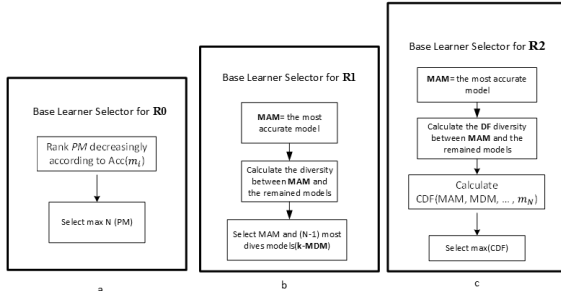 Base Learner Selector for R0
Rank PM decreasingly
according to Acc(mᵢ)
Select max N (PM)
a
Base Learner Selector for R1
MAM= the most
accurate model
Calculate the diversity
between MAM and
the remained models
Select MAM and (N-1) most
dives models(k-MDM)
b
Base Learner Selector for R2
MAM= the most accurate
model
Calculate the DF diversity
between MAM and the
remained models
Calculate
CDF(MAM, MDM, ... , m_N)
Select max(CDF)
c